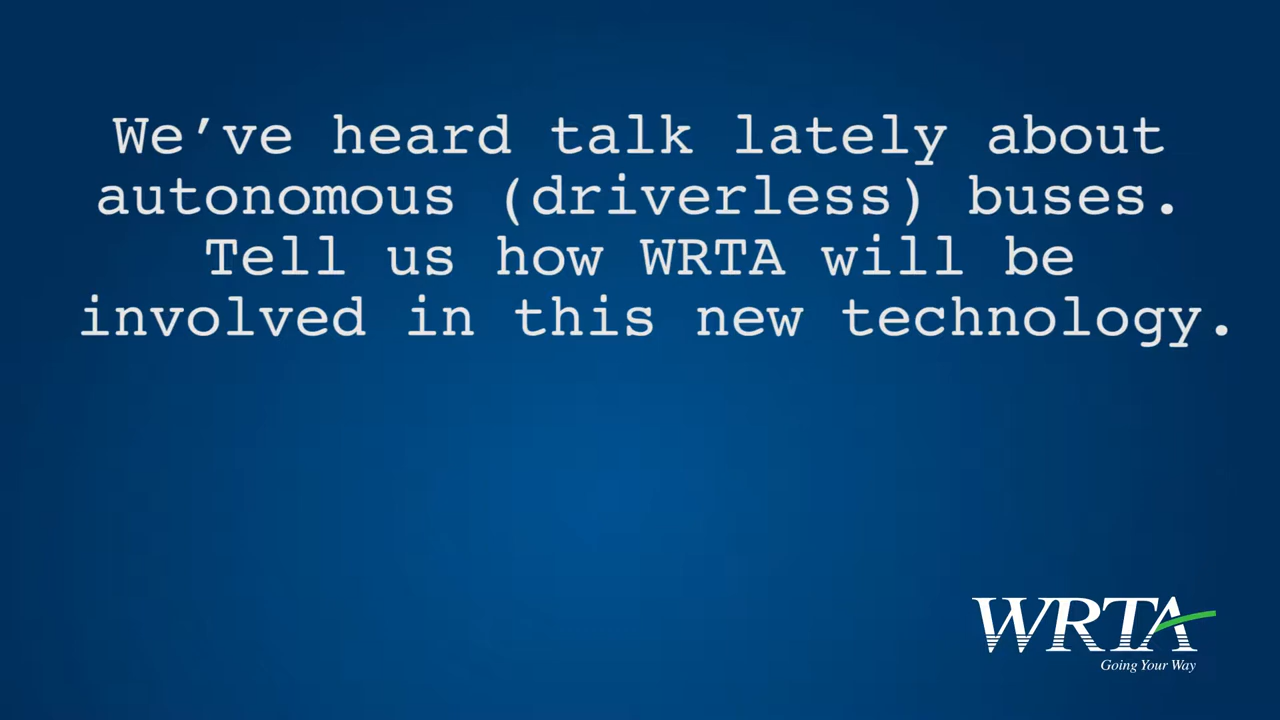 We’ve heard talk lately about
autonomous (driverless) buses.
Tell us how WRTA will be
involved in this new technology.
WRTA
Going Your Way